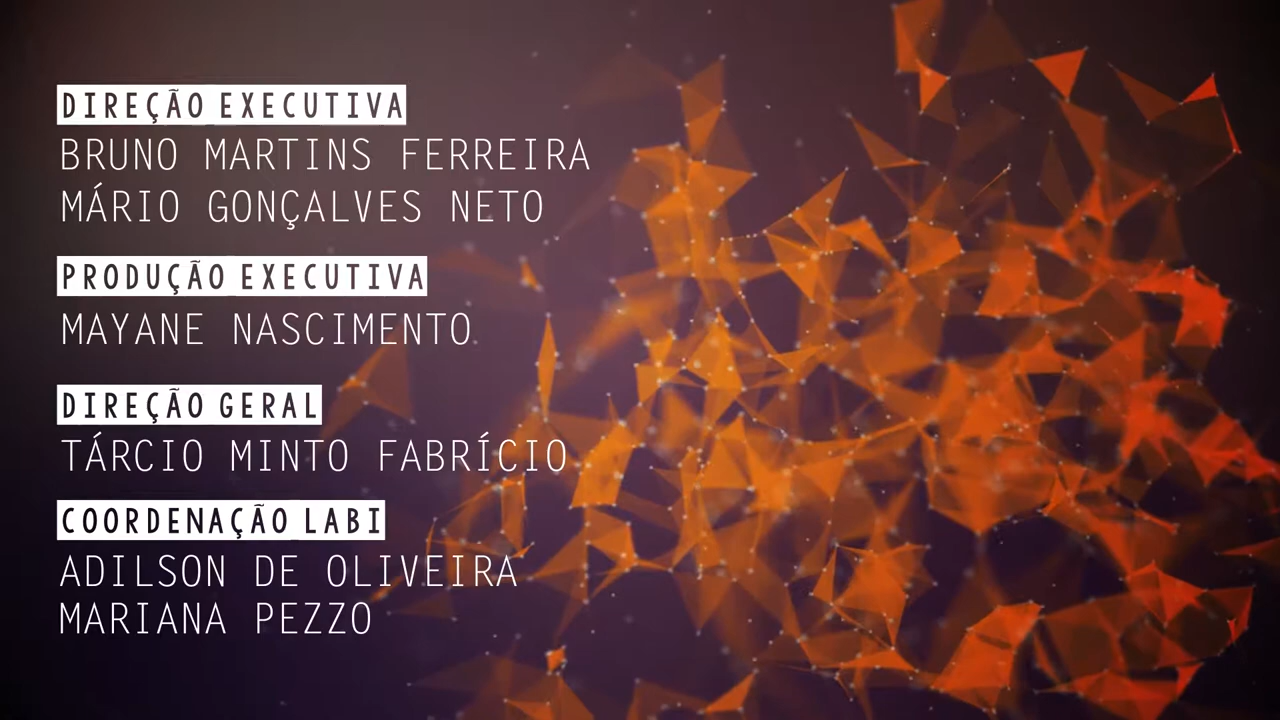 DIREÇÃO EXECUTIVA
BRUNO MARTINS FERREIRA
MÁRIO GONÇALVES NETO
PRODUÇÃO EXECUTIVA
MAYANE NASCIMENTO
DIREÇÃO GERAL
TÁRCIO MINTO FABRÍCIO
COORDENAÇÃO LABI
ADILSON DE OLIVEIRA
MARIANA PEZZO